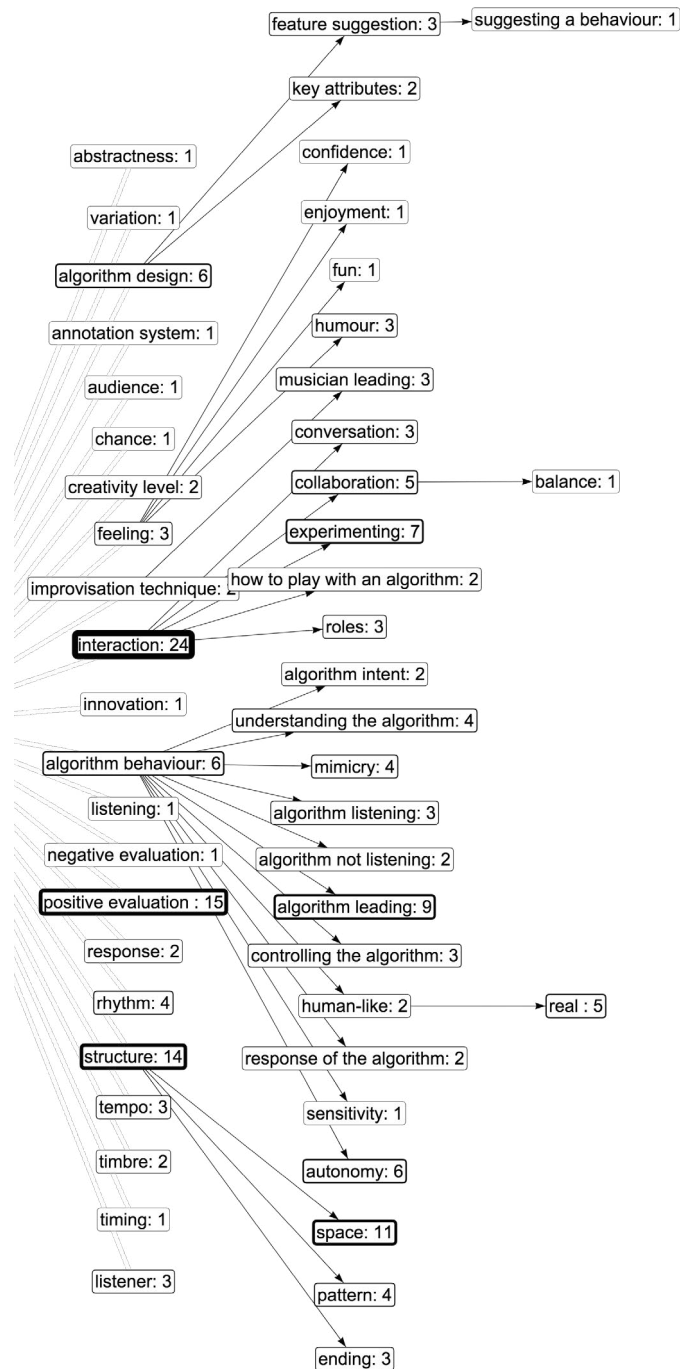 feature suggestion: 3
suggesting a behaviour: 1
key attributes: 2
abstractness: 1
confidence: 1
variation: 1
enjoyment: 1
algorithm design: 6
fun: 1
annotation system: 1
humour: 3
audience: 1
musician leading: 3
chance: 1
conversation: 3
creativity level: 2
collaboration: 5
balance: 1
feeling: 3
experimenting: 7
improvisation technique: 2
how to play with an algorithm: 2
interaction: 24
roles: 3
algorithm intent: 2
innovation: 1
understanding the algorithm: 4
algorithm behaviour: 6
mimicry: 4
listening: 1
algorithm listening: 3
negative evaluation: 1
algorithm not listening: 2
positive evaluation : 15
algorithm leading: 9
response: 2
controlling the algorithm: 3
rhythm: 4
human-like: 2
real : 5
structure: 14
response of the algorithm: 2
tempo: 3
sensitivity: 1
timbre: 2
autonomy: 6
timing: 1
space: 11
listener: 3
pattern: 4
ending: 3